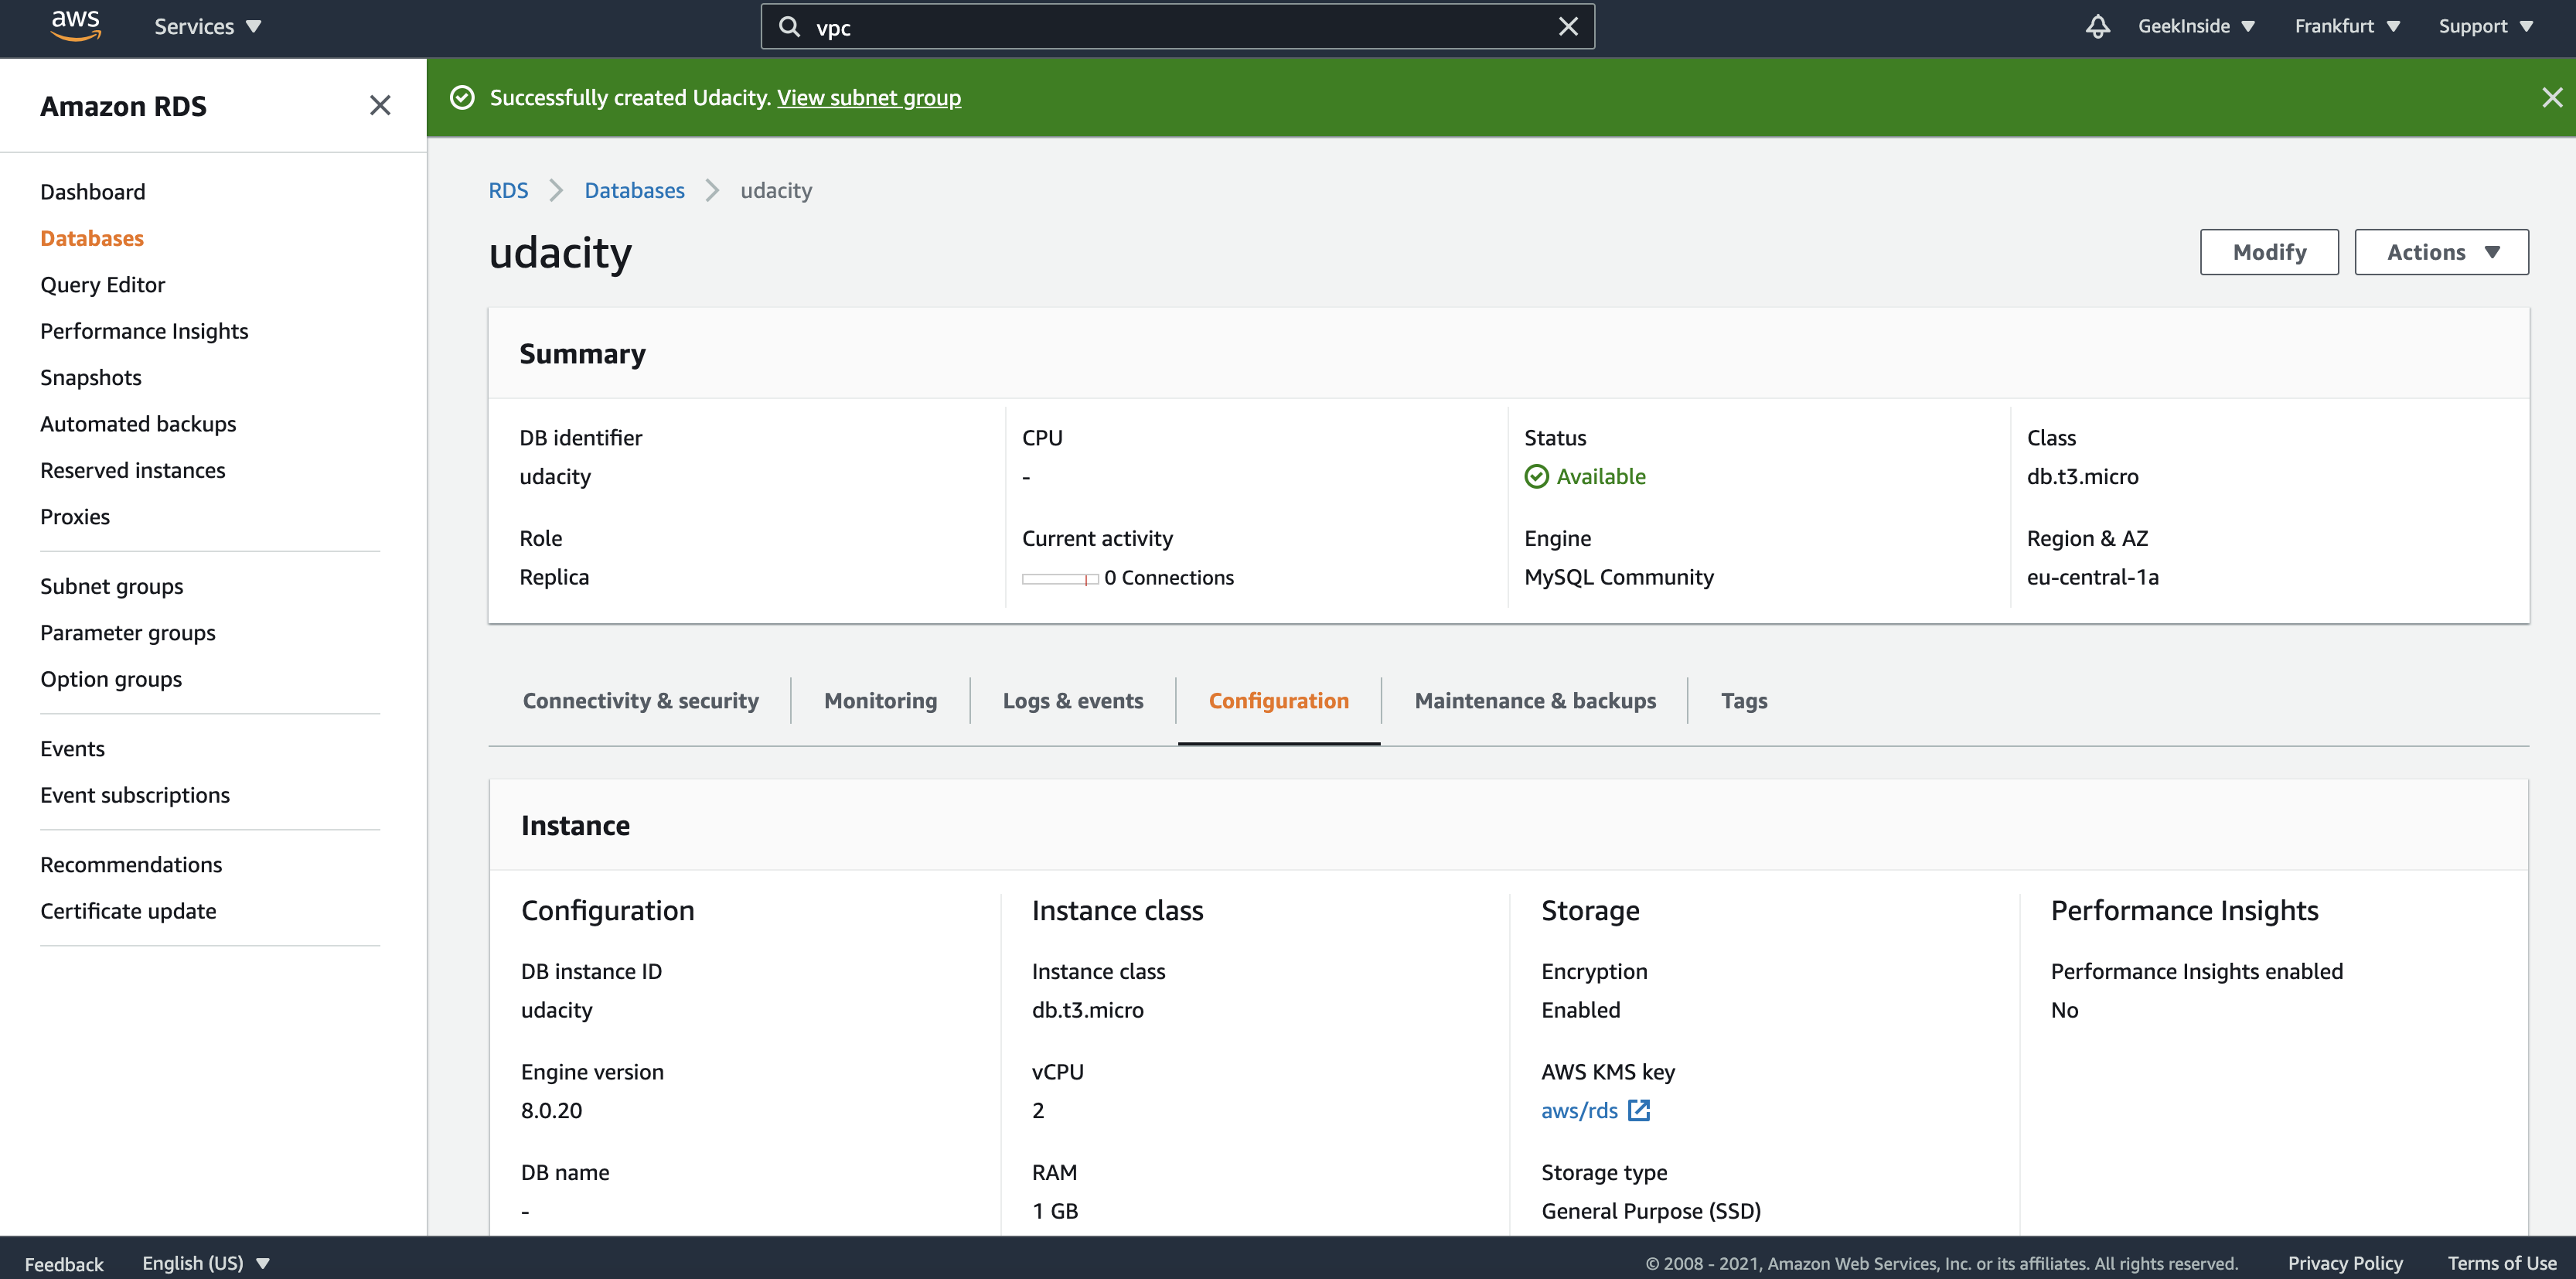 aws Services vpc GeekInside Frankfurt Support
Amazon RDS
Dashboard
Databases
Query Editor
Performance Insights
Snapshots
Automated backups
Reserved instances
Proxies
Subnet groups
Parameter groups
Option groups
Events
Event subscriptions
Recommendations
Certificate update
Successfully created Udacity. View subnet group
RDS Databases udacity
udacity
Modify Actions
Summary
DB identifier
udacity
Role
Replica
CPU
-
Current activity
0 Connections
Status
Available
Engine
MySQL Community
Class
db.t3.micro
Region & AZ
eu-central-1a
Connectivity & security Monitoring Logs & events Configuration Maintenance & backups Tags
Instance
Configuration
DB instance ID
udacity
Engine version
8.0.20
DB name
-
Instance class
Instance class
db.t3.micro
vCPU
2
RAM
1 GB
Storage
Encryption
Enabled
AWS KMS key
aws/rds
Storage type
General Purpose (SSD)
Performance Insights
Performance Insights enabled
No
Feedback English (US) © 2008 - 2021, Amazon Web Services, Inc. or its affiliates. All rights reserved. Privacy Policy Terms of Use